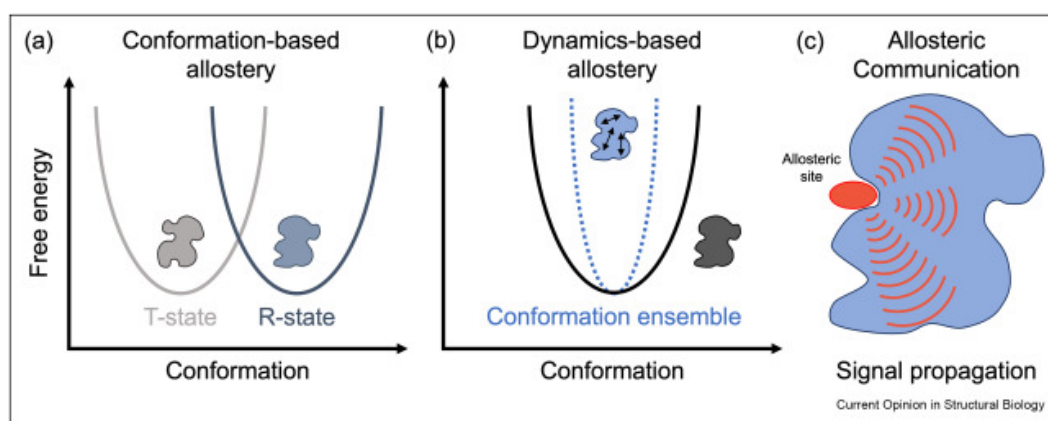 (a)
Conformation-based
allostery
Free energy
T-state
R-state
Conformation
(b)
Dynamics-based
allostery
Conformation ensemble
Conformation
(c)
Allosteric
Communication
Allosteric
site
Signal propagation
Current Opinion in Structural Biology